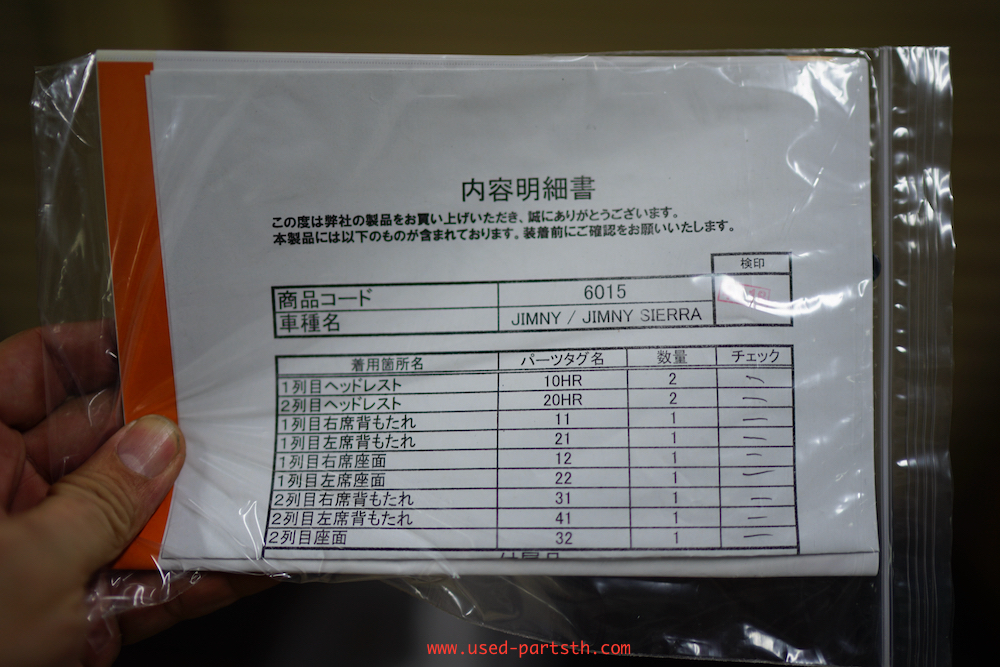 内容明細書
この度は弊社の製品をお買い上げいただき、誠にありがとうございます。
本製品には以下のものが含まれております。装着前にご確認をお願いいたします。
検印
商品コード 6015
車種名 JIMNY / JIMNY SIERRA
着用箇所名 パーツタグ名 数量 チェック
1列目ヘッドレスト 10HR 2
2列目ヘッドレスト 20HR 2
1列目右席背もたれ 11 1
1列目左席背もたれ 21 1
1列目右席座面 12 1
1列目左席座面 22 1
2列目右席背もたれ 31 1
2列目左席背もたれ 41 1
2列目座面 32 1
www.used-partsth.com